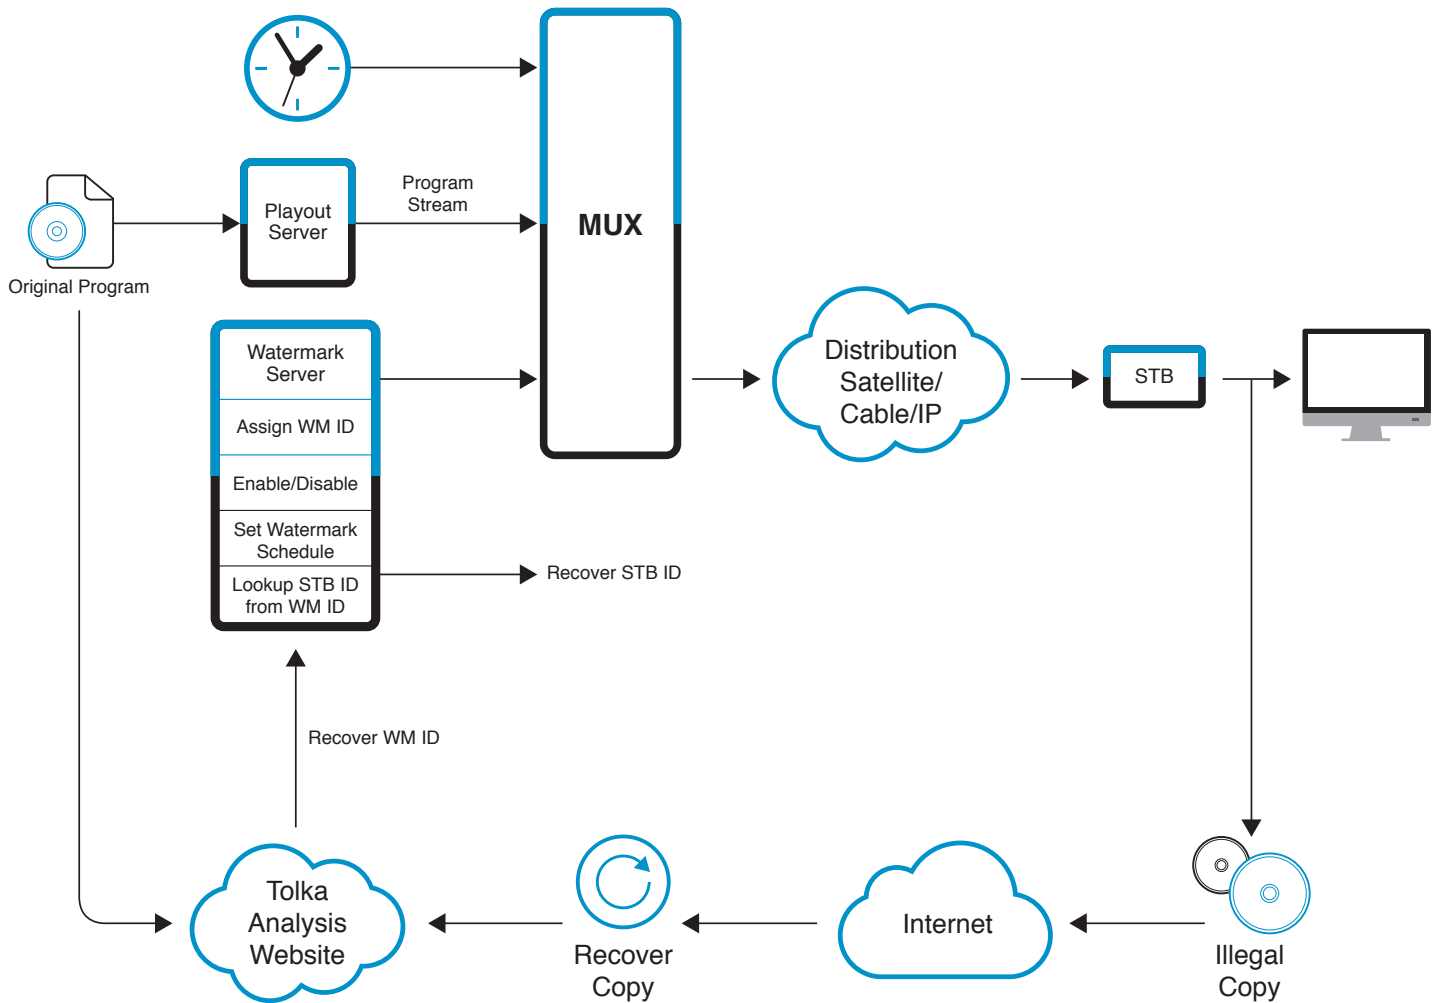 Program
Stream
Playout
Server
MUX
Original Program
Watermark
Server
Assign WM ID
Enable/Disable
Set Watermark
Schedule
Lookup STB ID
from WM ID
Distribution
Satellite/
Cable/IP
STB
Recover STB ID
Recover WM ID
Tolka
Analysis
Website
Recover
Copy
Internet
Illegal
Copy